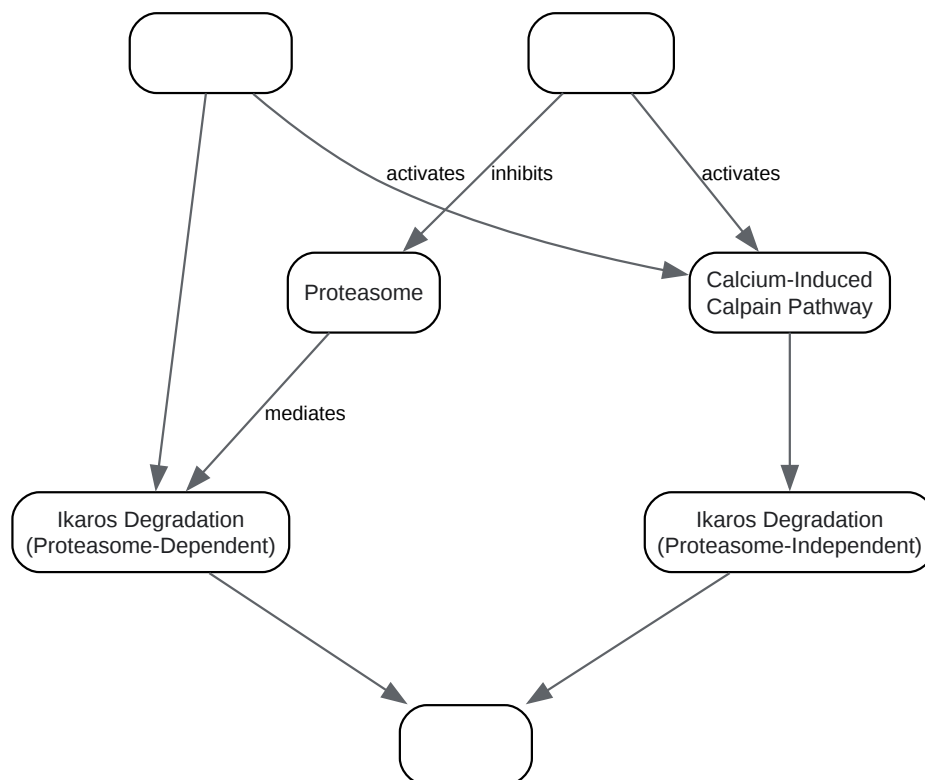 activates
inhibits
activates
Proteasome
Calcium-Induced
Calpain Pathway
mediates
Ikaros Degradation
(Proteasome-Dependent)
Ikaros Degradation
(Proteasome-Independent)